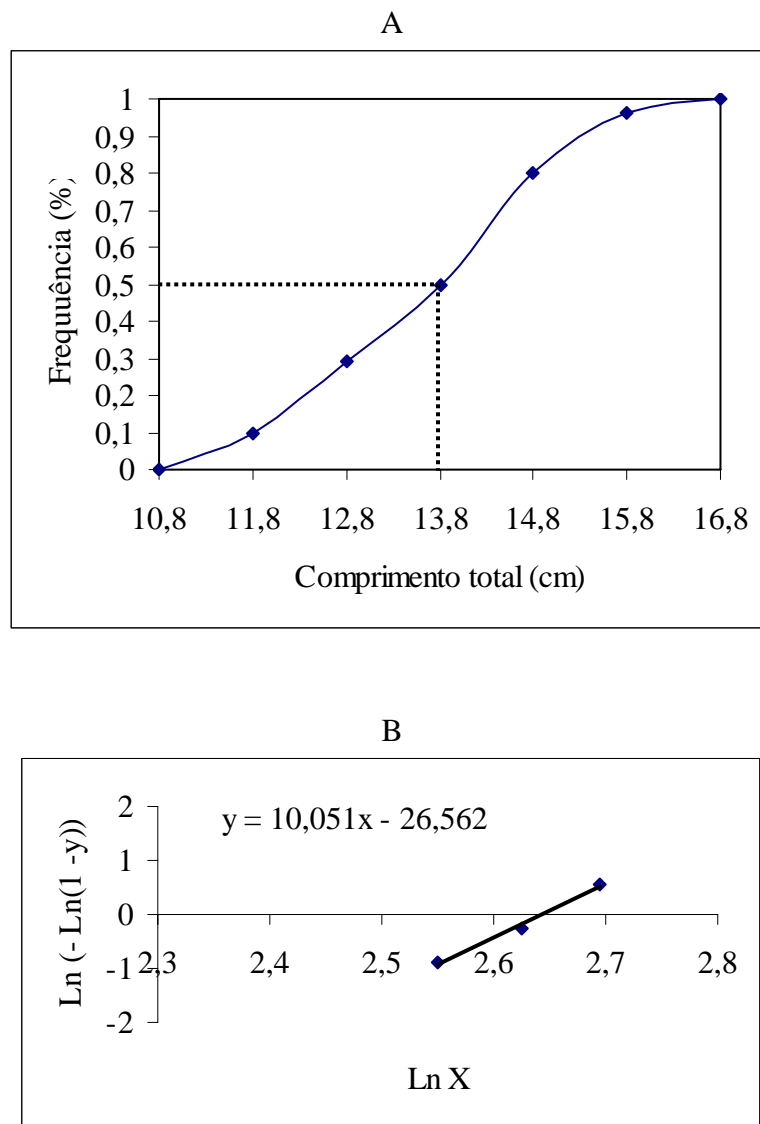 A
1
0,9
0,8
0,7
0,6
0,5
0,4
0,3
0,2
0,1
0
Frequuência (%)
10,8 11,8 12,8 13,8 14,8 15,8 16,8
Comprimento total (cm)
B
y = 10,051x - 26,562
2
1
0
-1
-2
Ln (- Ln(1 -y))
2,3 2,4 2,5 2,6 2,7 2,8
Ln X